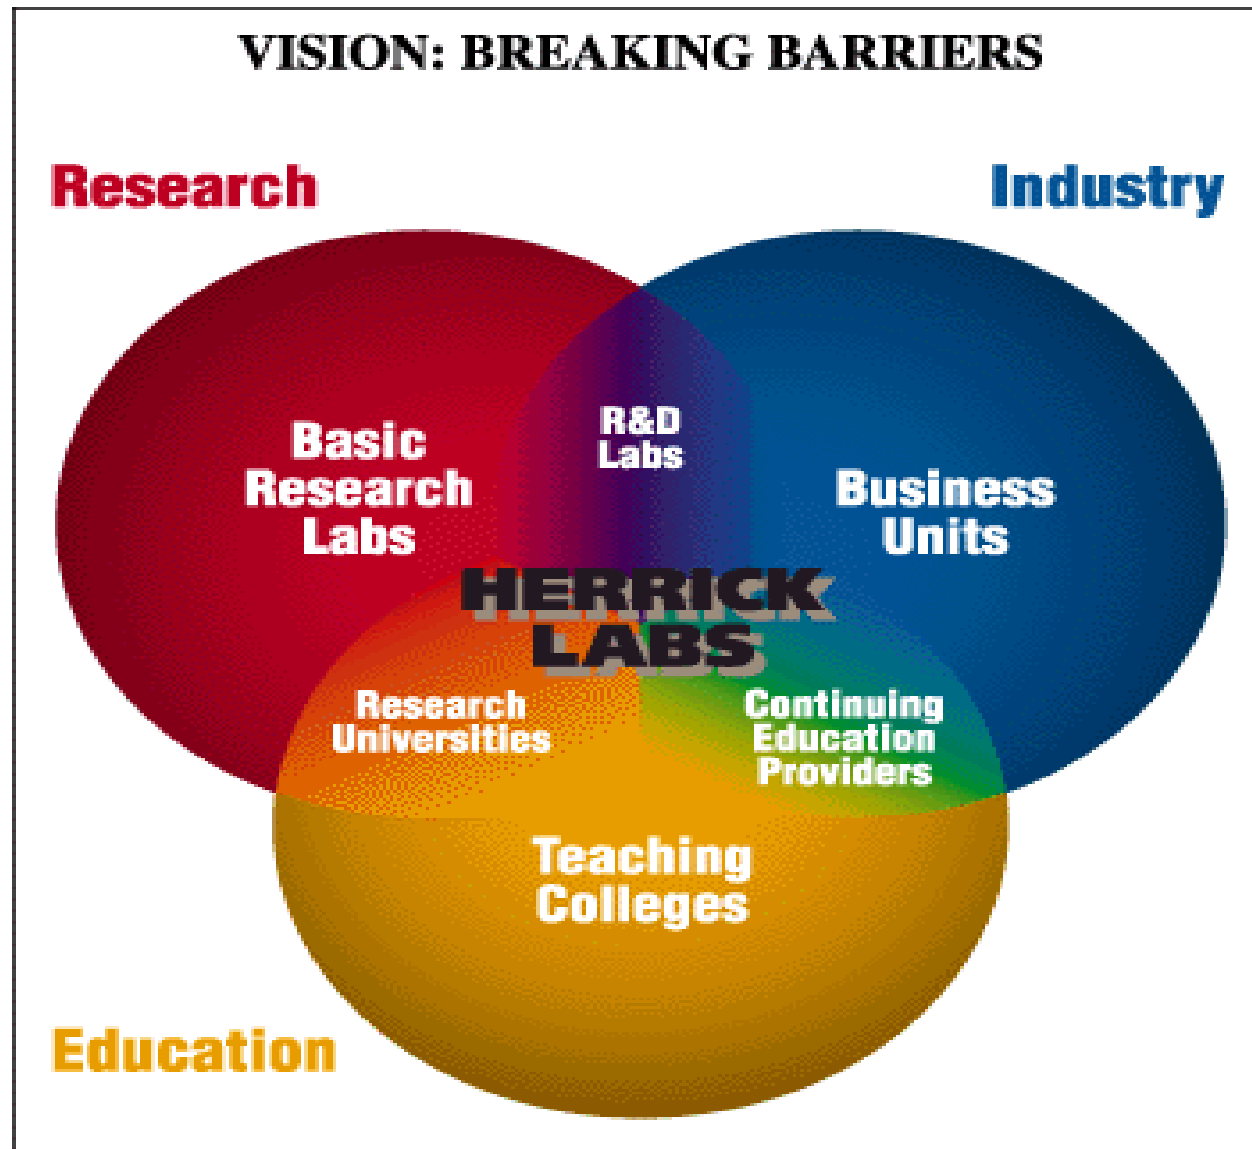 VISION: BREAKING BARRIERS
Research
Industry
R&D
Labs
Basic
Research
Labs
Business
Units
HERRICK
LABS
Research
Universities
Continuing
Education
Providers
Teaching
Colleges
Education